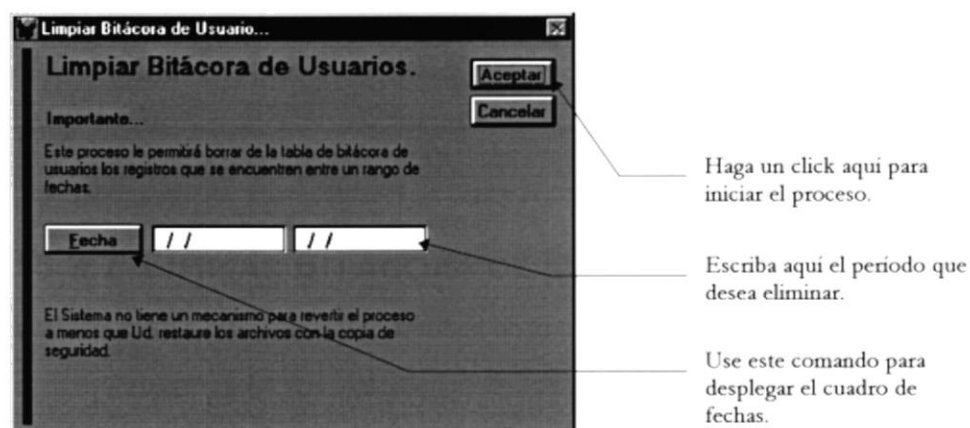 Limpiar Bitácora de Usuario...
Limpiar Bitácora de Usuarios.
Aceptar
Cancelar
Importante...
Este proceso le permitirá borrar de la tabla de bitácora de
usuarios los registros que se encuentren entre un rango de
fechas.
Fecha
/ /
/ /
El Sistema no tiene un mecanismo para revertir el proceso
a menos que Ud. restaure los archivos con la copia de
seguridad.
Haga un click aquí para
iniciar el proceso.
Escriba aquí el período que
desea eliminar.
Use este comando para
desplegar el cuadro de
fechas.